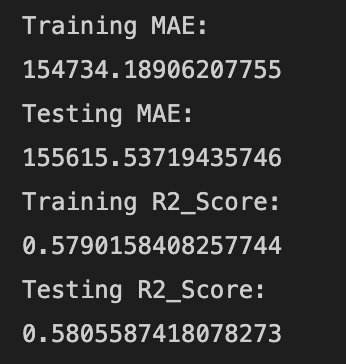 Training MAE:
154734.18906207755
Testing MAE:
155615.53719435746
Training R2_Score:
0.5790158408257744
Testing R2_Score:
0.5805587418078273